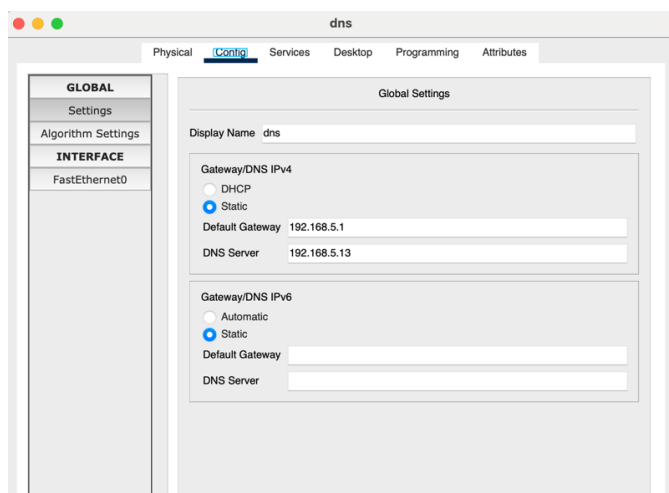 dns
Physical Config Services Desktop Programming Attributes
GLOBAL
Settings
Algorithm Settings
INTERFACE
FastEthernet0
Global Settings
Display Name dns
Gateway/DNS IPv4
DHCP
Static
Default Gateway 192.168.5.1
DNS Server 192.168.5.13
Gateway/DNS IPv6
Automatic
Static
Default Gateway
DNS Server